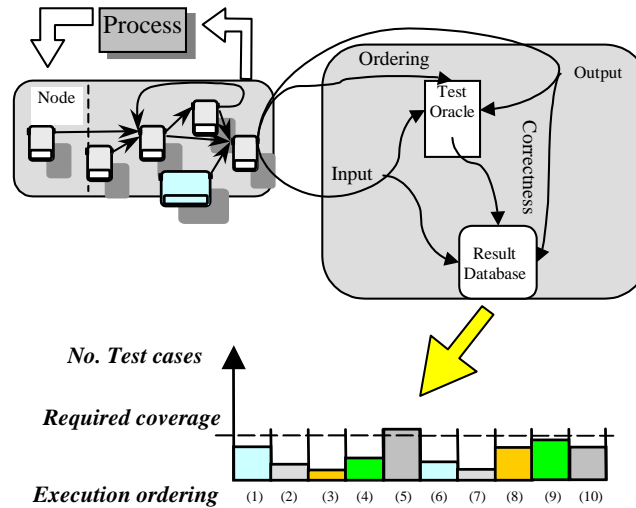 Process
Ordering
Node
Output
Test
Oracle
Correctness
Input
Result
Database
No. Test cases
Required coverage
Execution ordering
(1) (2) (3) (4) (5) (6) (7) (8) (9) (10)